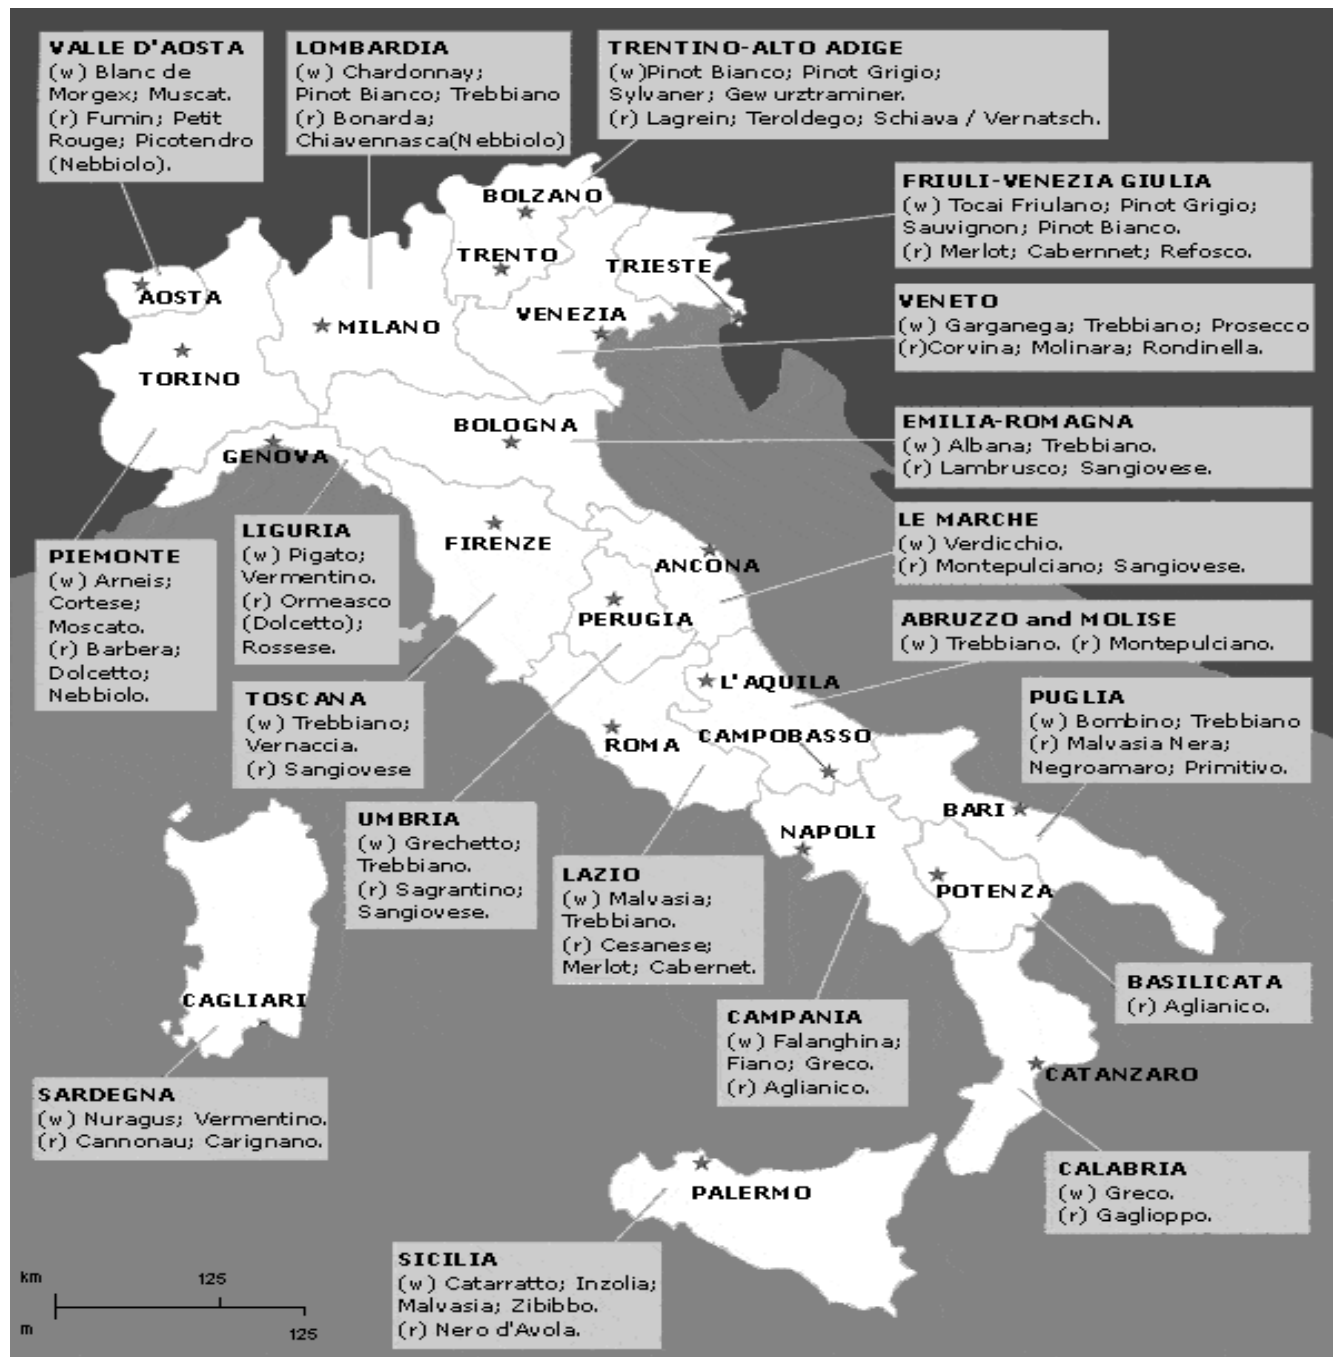 VALLE D'AOSTA
(w) Blanc de
Morgex; Muscat.
(r) Fumin; Petit
Rouge; Picotendro
(Nebbiolo).
LOMBARDIA
(w) Chardonnay;
Pinot Bianco; Trebbiano
(r) Bonarda;
Chiavennasca(Nebbiolo)
TRENTINO-ALTO ADIGE
(w)Pinot Bianco; Pinot Grigio;
Sylvaner; Gewurztraminer.
(r) Lagrein; Teroldego; Schiava / Vernatsch.
FRIULI-VENEZIA GIULIA
(w) Tocai Friulano; Pinot Grigio;
Sauvignon; Pinot Bianco.
(r) Merlot; Cabernnet; Refosco.
VENETO
(w) Garganega; Trebbiano; Prosecco
(r)Corvina; Molinara; Rondinella.
EMILIA-ROMAGNA
(w) Albana; Trebbiano.
(r) Lambrusco; Sangiovese.
LE MARCHE
(w) Verdicchio.
(r) Montepulciano; Sangiovese.
ABRUZZO and MOLISE
(w) Trebbiano. (r) Montepulciano.
PUGLIA
(w) Bombino; Trebbiano
(r) Malvasia Nera;
Negroamaro; Primitivo.
BASILICATA
(r) Aglianico.
CALABRIA
(w) Greco.
(r) Gaglioppo.
CAMPANIA
(w) Falanghina;
Fiano; Greco.
(r) Aglianico.
LAZIO
(w) Malvasia;
Trebbiano.
(r) Cesanese;
Merlot; Cabernet.
UMBRIA
(w) Grechetto;
Trebbiano.
(r) Sagrantino;
Sangiovese.
TOSCANA
(w) Trebbiano;
Vernaccia.
(r) Sangiovese
LIGURIA
(w) Pigato;
Vermentino.
(r) Ormeasco
(Dolcetto);
Rossese.
PIEMONTE
(w) Arneis;
Cortese;
Moscato.
(r) Barbera;
Dolcetto;
Nebbiolo.
SARDEGNA
(w) Nuragus; Vermentino.
(r) Cannonau; Carignano.
SICILIA
(w) Catarratto; Inzolia;
Malvasia; Zibibbo.
(r) Nero d'Avola.
BOLZANO
TRENTO
TRIESTE
AOSTA
VENEZIA
MILANO
TORINO
BOLOGNA
GENOVA
FIRENZE
ANCONA
PERUGIA
L'AQUILA
ROMA
CAMPOBASSO
BARI
NAPOLI
POTENZA
CAGLIARI
CATANZARO
PALERMO
km 125
m 125